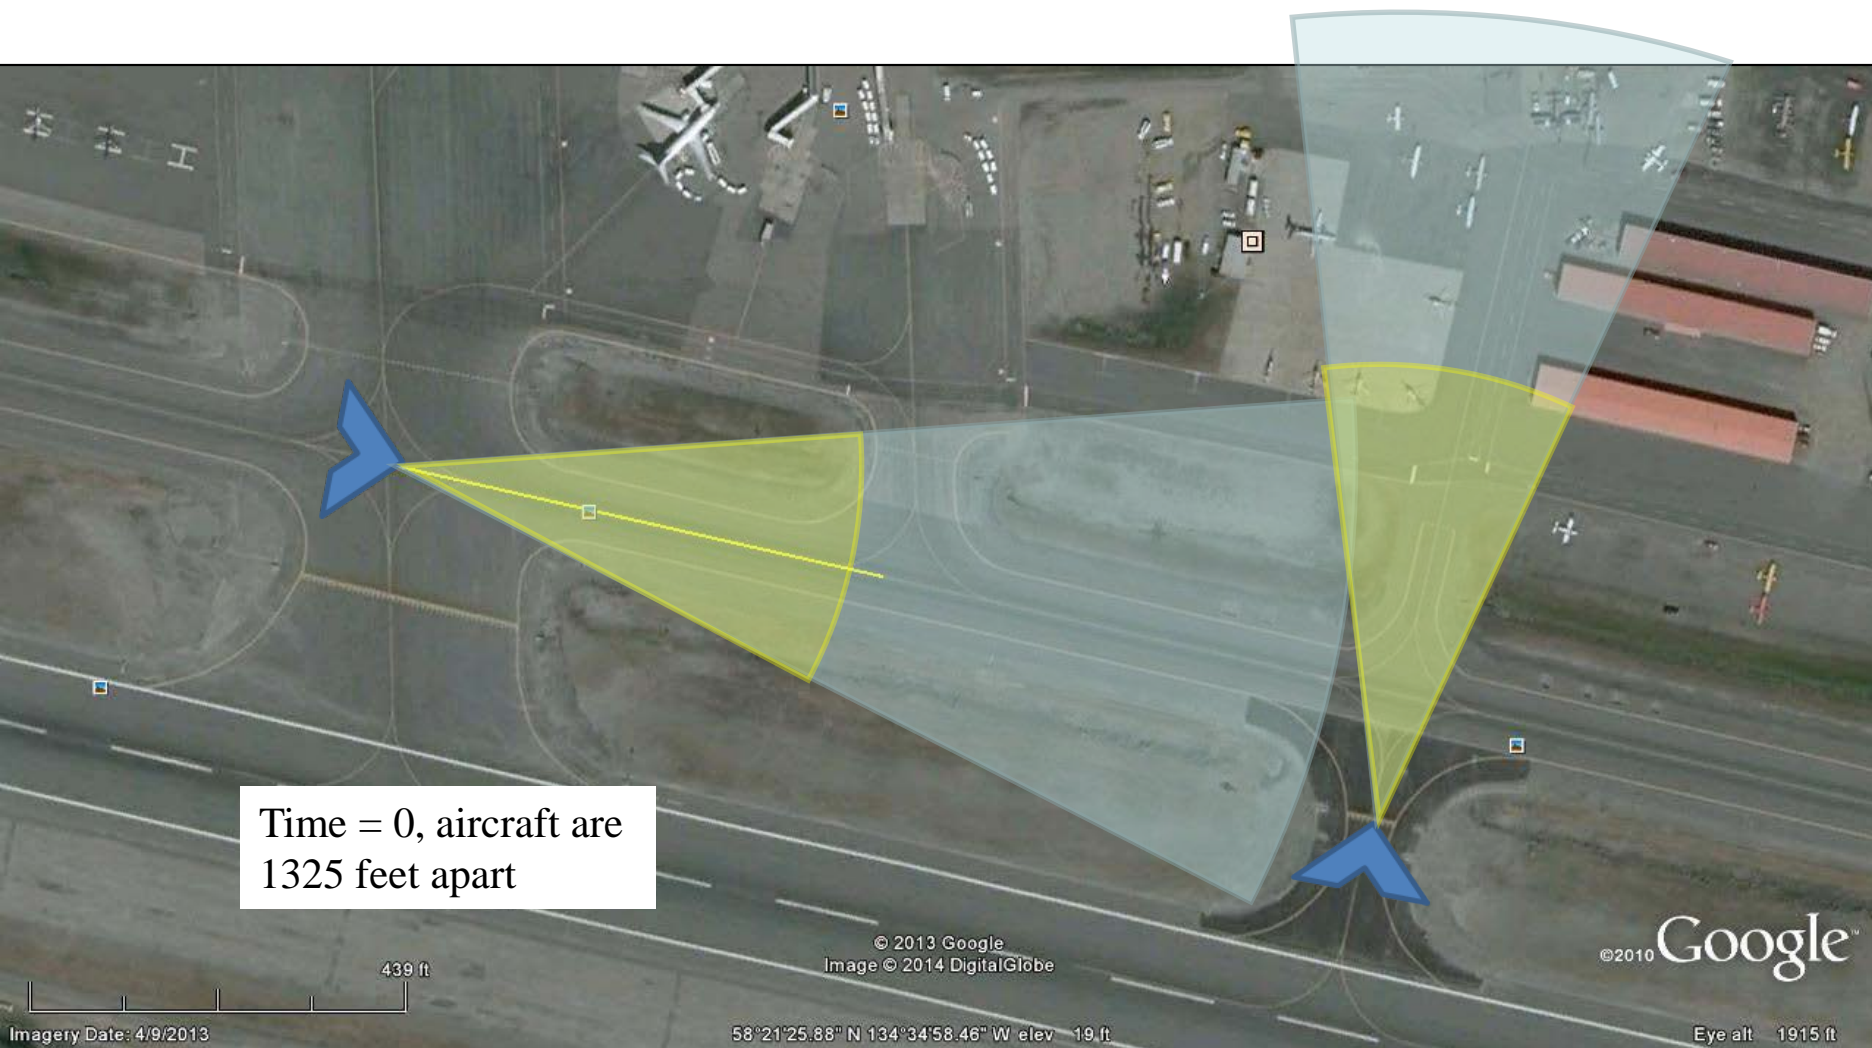 Time = 0, aircraft are
1325 feet apart
© 2013 Google
Image © 2014 DigitalGlobe
©2010 Google™
439 ft
Imagery Date: 4/9/2013
58°21'25.88" N 134°34'58.46" W elev 19 ft
Eye alt 1915 ft